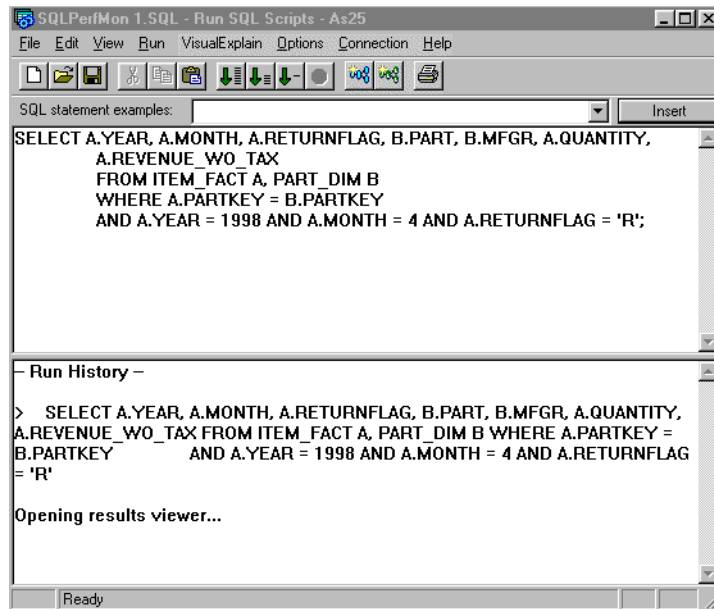 SQLPerfMon 1.SQL - Run SQL Scripts - As25
File Edit View Run VisualExplain Options Connection Help
SQL statement examples: Insert
SELECT A.YEAR, A.MONTH, A.RETURNFLAG, B.PART, B.MFGR, A.QUANTITY,
A.REVENUE_WO_TAX
FROM ITEM_FACT A, PART_DIM B
WHERE A.PARTKEY = B.PARTKEY
AND A.YEAR = 1998 AND A.MONTH = 4 AND A.RETURNFLAG = 'R';
– Run History –
> SELECT A.YEAR, A.MONTH, A.RETURNFLAG, B.PART, B.MFGR, A.QUANTITY,
A.REVENUE_WO_TAX FROM ITEM_FACT A, PART_DIM B WHERE A.PARTKEY =
B.PARTKEY AND A.YEAR = 1998 AND A.MONTH = 4 AND A.RETURNFLAG
= 'R'
Opening results viewer...
Ready